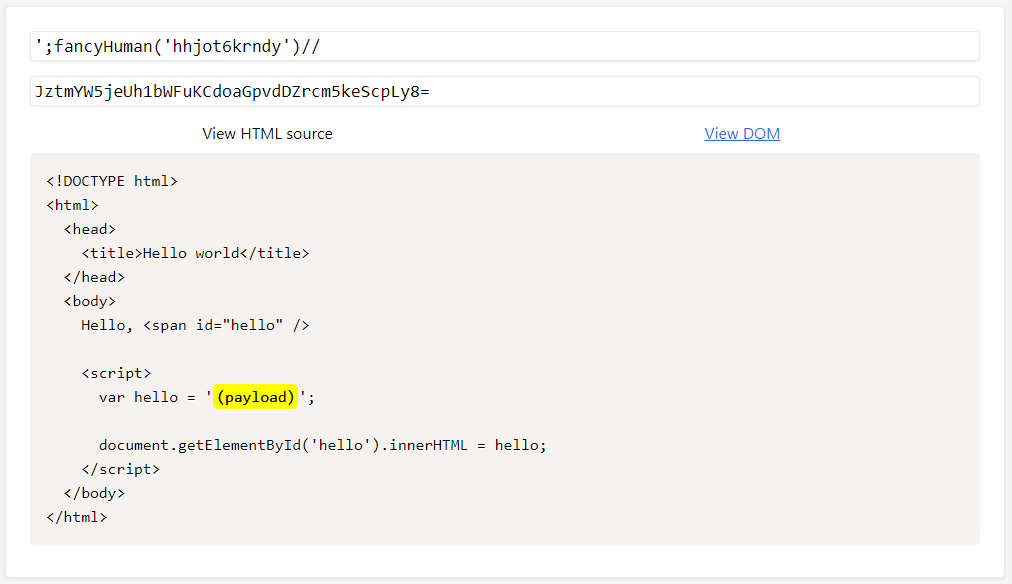 ';fancyHuman('hhjot6krndy')//
JztmYW5jeUh1bWFuKCdoaGpvdDZrcm5keScpLy8=
View HTML source
View DOM
<!DOCTYPE html>
<html>
<head>
<title>Hello world</title>
</head>
<body>
Hello, <span id="hello" />
<script>
var hello = '(payload)';
document.getElementById('hello').innerHTML = hello;
</script>
</body>
</html>